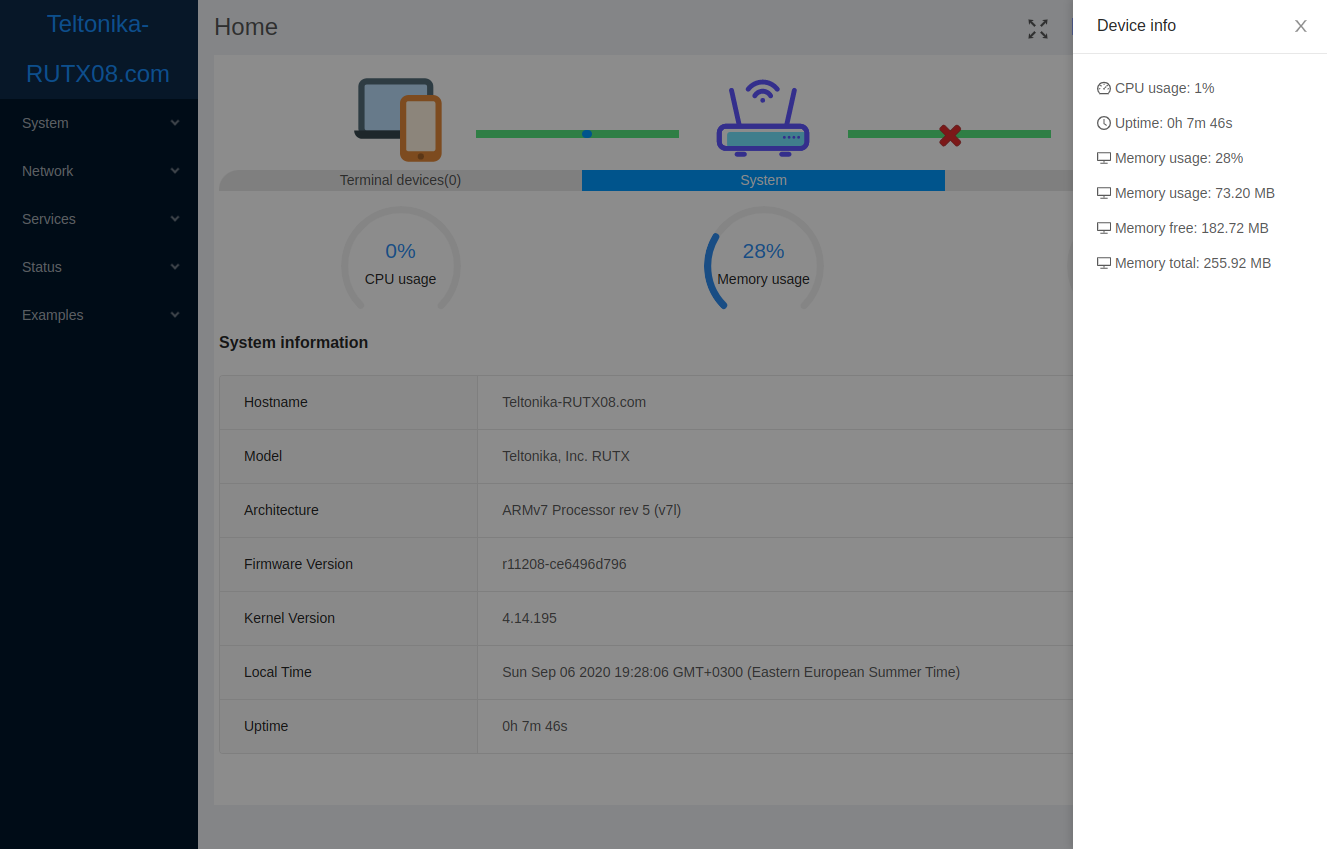 Teltonika-
RUTX08.com
System
Network
Services
Status
Examples
Home
Terminal devices(0)
System
0%
CPU usage
28%
Memory usage
System information
Hostname Teltonika-RUTX08.com
Model Teltonika, Inc. RUTX
Architecture ARMv7 Processor rev 5 (v7l)
Firmware Version r11208-ce6496d796
Kernel Version 4.14.195
Local Time Sun Sep 06 2020 19:28:06 GMT+0300 (Eastern European Summer Time)
Uptime 0h 7m 46s
Device info
CPU usage: 1%
Uptime: 0h 7m 46s
Memory usage: 28%
Memory usage: 73.20 MB
Memory free: 182.72 MB
Memory total: 255.92 MB